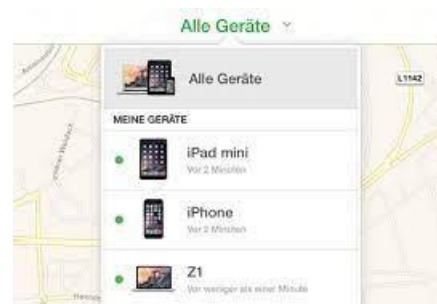 Alle Geräte
Alle Geräte
L1142
MEINE GERÄTE
iPad mini
Vor 2 Minuten
iPhone
Vor 2 Minuten
Z1
Vor weniger als einer Minute